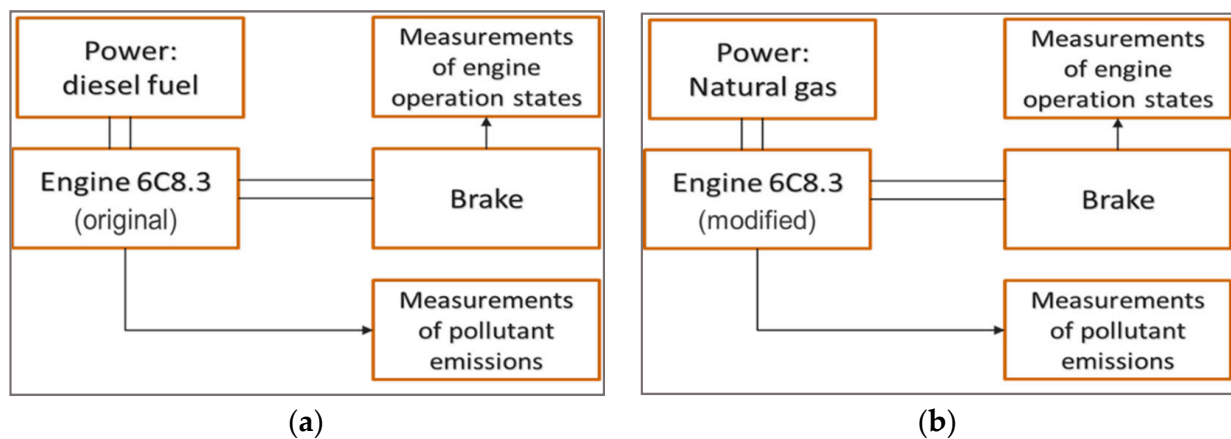 Power:
diesel fuel
Measurements
of engine
operation states
Engine 6C8.3
(original)
Brake
Measurements
of pollutant
emissions
(a)
Power:
Natural gas
Measurements
of engine
operation states
Engine 6C8.3
(modified)
Brake
Measurements
of pollutant
emissions
(b)